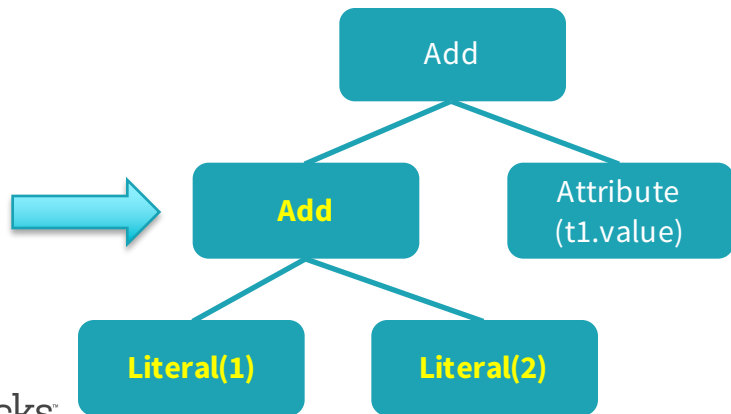 Add
Add
Attribute
(t1.value)
Literal(1)
Literal(2)